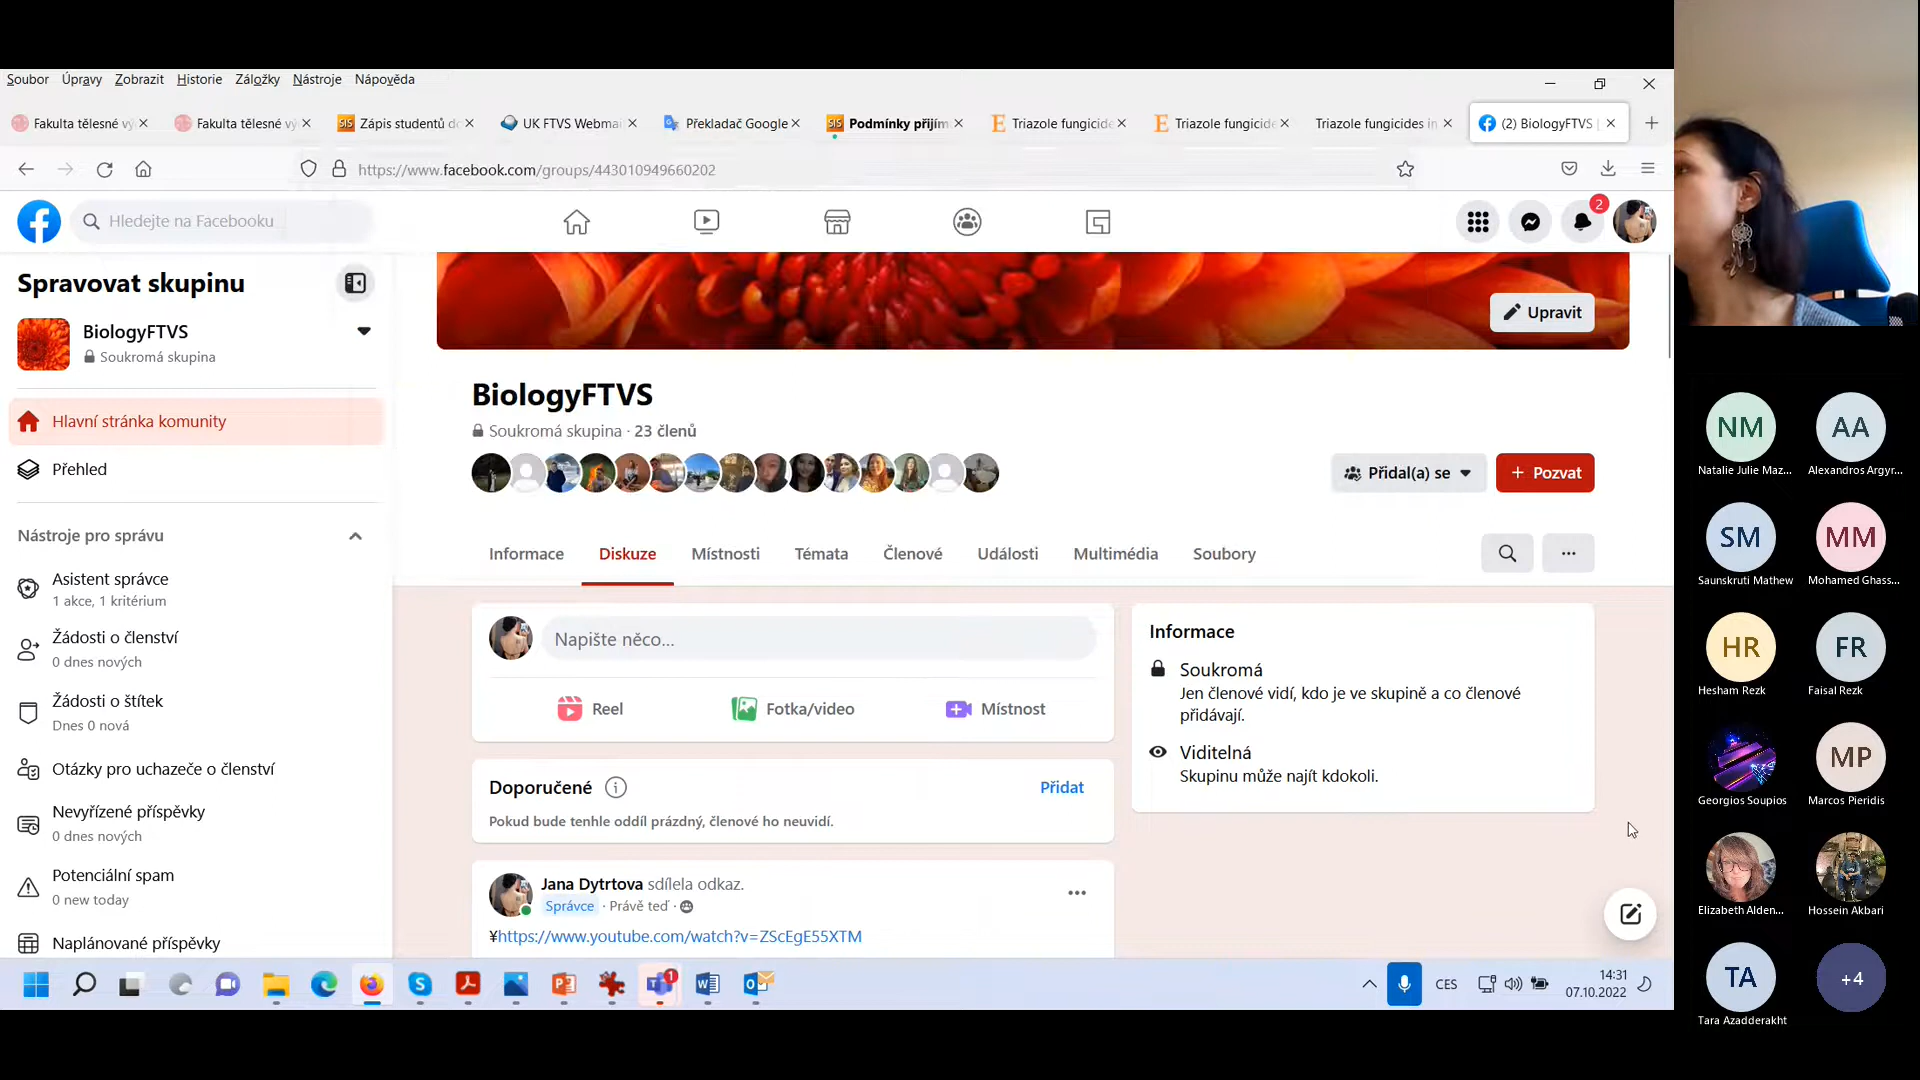 Soubor Úpravy Zobrazit Historie Záložky Nástroje Nápověda
Fakulta tělesné vý
Fakulta tělesné vý
Zápis studentů do
UK FTVS Webmai
Překladač Google
Podmínky přijím
Triazole fungicide
Triazole fungicide
Triazole fungicides in
(2) BiologyFTVS |
https://www.facebook.com/groups/443010949660202
Hledejte na Facebooku
2
Spravovat skupinu
BiologyFTVS
Soukromá skupina
Hlavní stránka komunity
Přehled
Nástroje pro správu
Asistent správce
1 akce, 1 kritérium
Žádosti o členství
0 dnes nových
Žádosti o štítek
Dnes 0 nová
Otázky pro uchazeče o členství
Nevyřízené příspěvky
0 dnes nových
Potenciální spam
0 new today
Naplánované příspěvky
Upravit
BiologyFTVS
Soukromá skupina · 23 členů
Přidal(a) se
+ Pozvat
Informace Diskuze Místnosti Témata Členové Události Multimédia Soubory
Napište něco...
Reel Fotka/video Místnost
Doporučené
Přidat
Pokud bude tenhle oddíl prázdný, členové ho neuvidí.
Jana Dytrtova sdílela odkaz.
Správce · Právě teď ·
¥https://www.youtube.com/watch?v=ZScEgE55XTM
Informace
Soukromá
Jen členové vidí, kdo je ve skupině a co členové
přidávají.
Viditelná
Skupinu může najít kdokoli.
1
CES
14:31
07.10.2022
NM
Natalie Julie Maz...
AA
Alexandros Argyr...
SM
Saunskruti Mathew
MM
Mohamed Ghass...
HR
Hesham Rezk
FR
Faisal Rezk
Georgios Soupios
MP
Marcos Pieridis
Elizabeth Alden...
Hossein Akbari
TA
Tara Azadderakht
+4